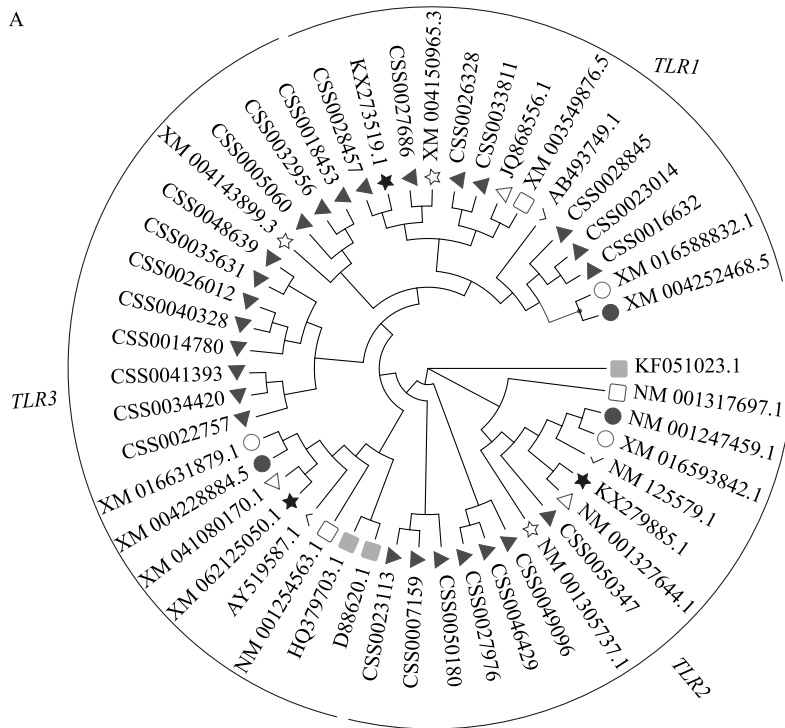 A
TLR1
XM 004143899.3
CSS0005060
CSS0032956
CSS0018453
CSS0028457
KX273519.1
CSS0027686
XM 004150965.3
CSS0026328
CSS0033811
JQ868556.1
XM 003549876.5
AB493749.1
CSS0028845
CSS0023014
CSS0016632
XM 016588832.1
XM 004252468.5
KF051023.1
NM 001317697.1
NM 001247459.1
XM 016593842.1
NM 125579.1
KX279885.1
NM 001327644.1
CSS0050347
NM 001305737.1
CSS0049096
CSS0046429
CSS0027976
CSS0050180
CSS0007159
CSS0023113
TLR2
D88620.1
HQ379703.1
NM 001254563.1
AY519587.1
XM 062125050.1
XM 041080170.1
XM 004228884.5
XM 016631879.1
CSS0022757
CSS0034420
CSS0041393
CSS0014780
CSS0040328
CSS0026012
CSS0035631
CSS0048639
TLR3